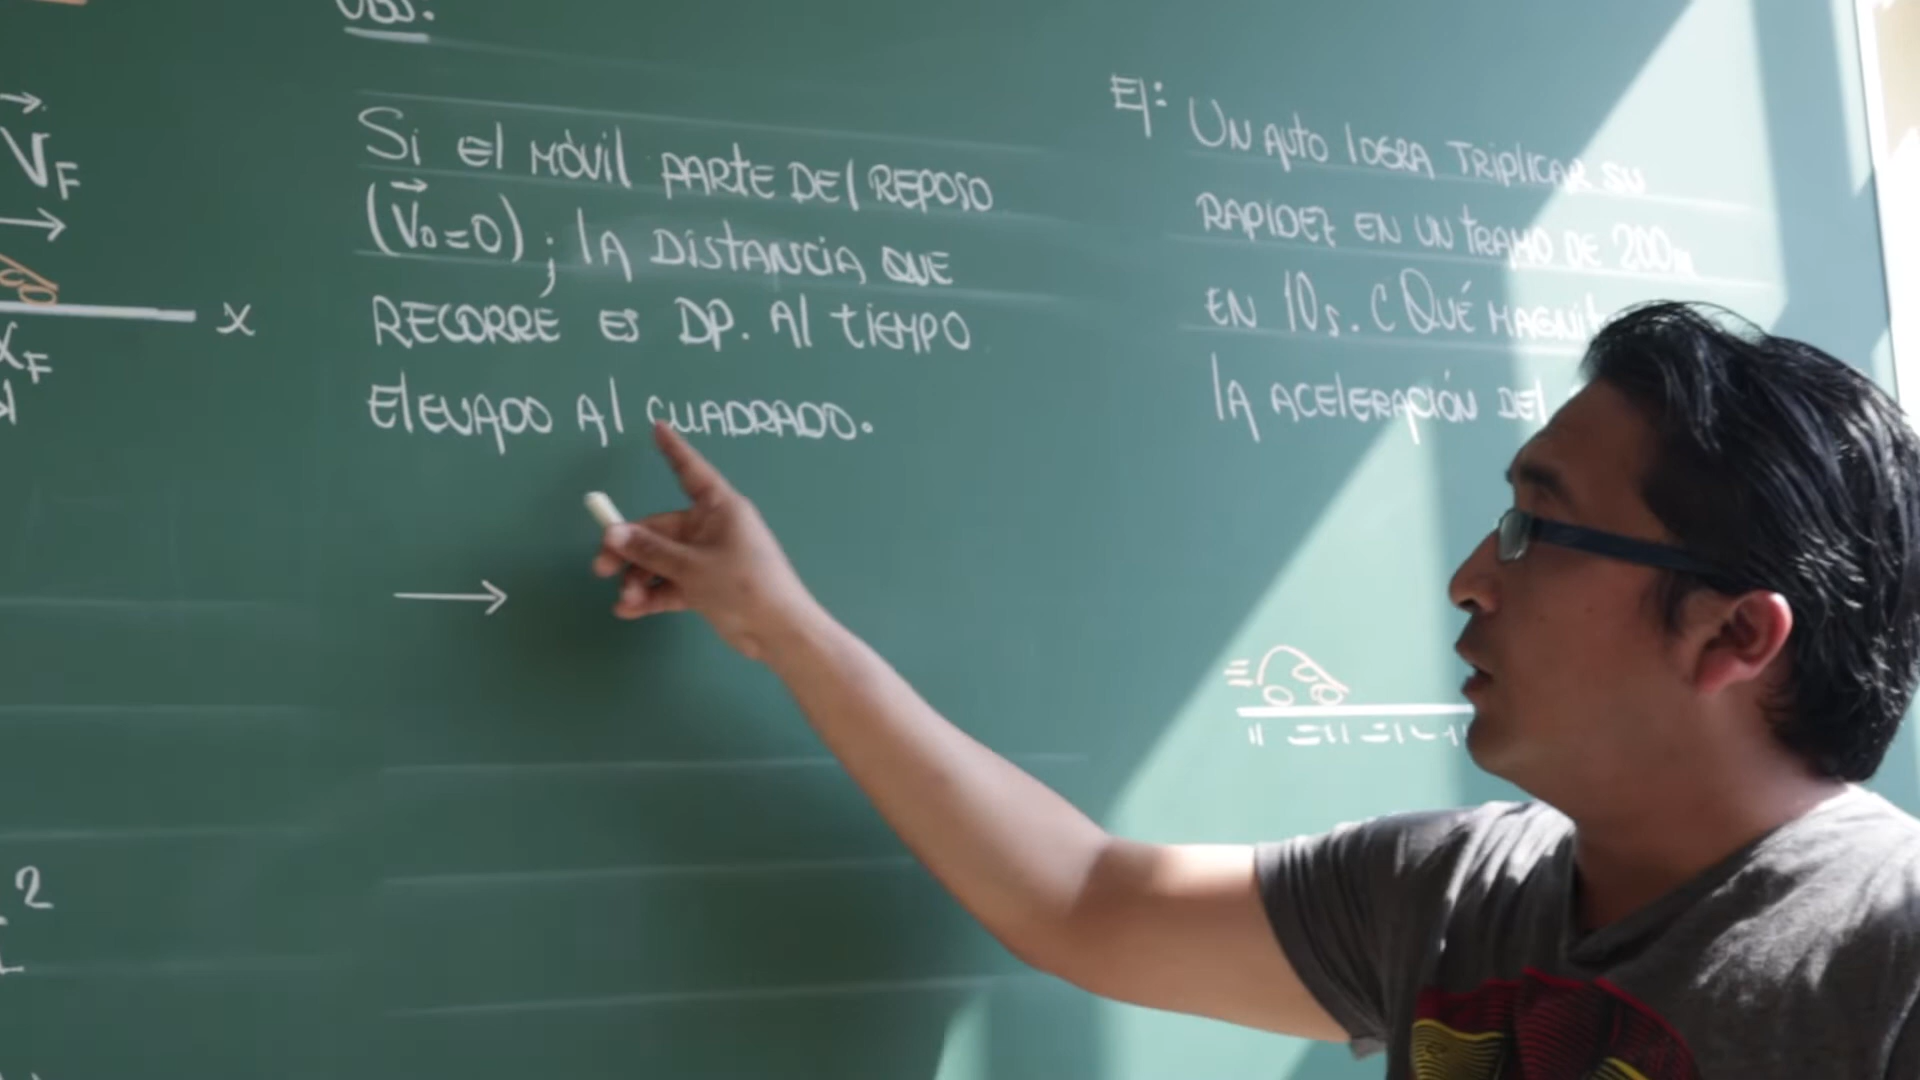 OBS:
V_F
x
X_F
2
Si el móvil parte del reposo
(V₀=0); la distancia que
recorre es DP. al tiempo
elevado al cuadrado.
Ej: Un auto logra triplicar su
rapidez en un tramo de 200m
en 10s. ¿Qué
la aceleración del